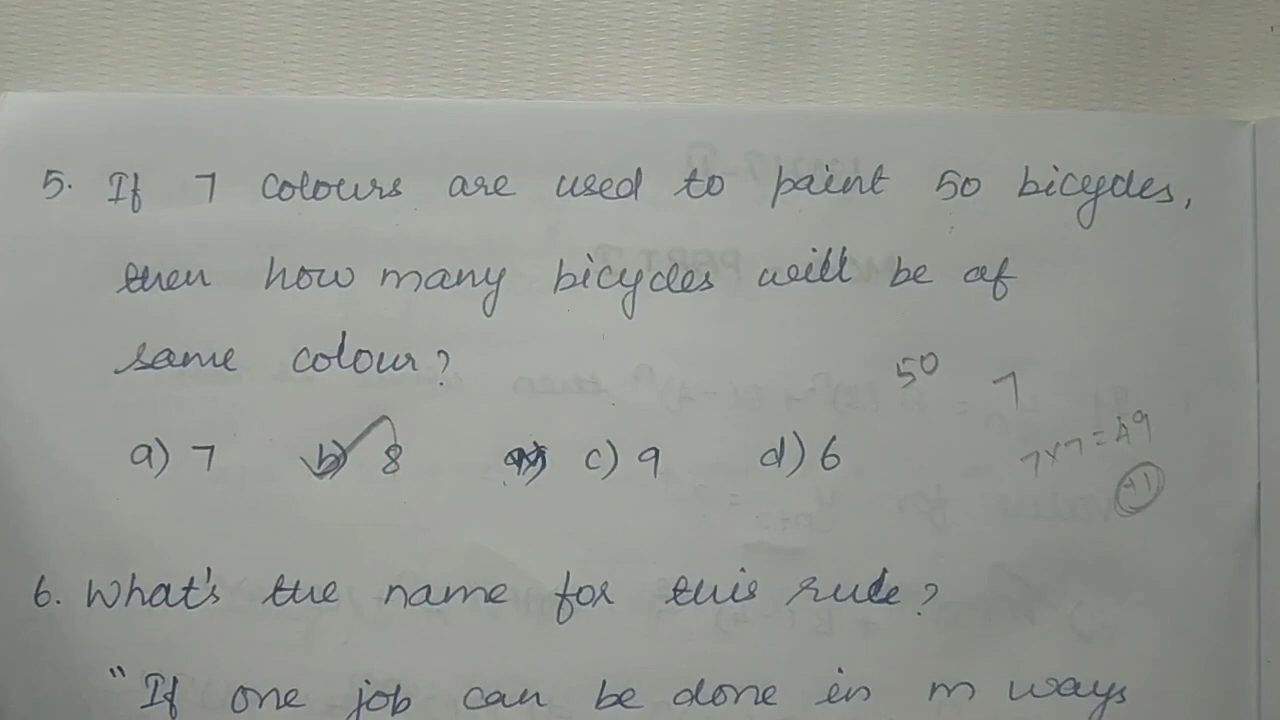 5. If 7 colours are used to paint 50 bicycles,
then how many bicycles will be of
same colour?
50 7
a) 7 b) 8 c) 9 d) 6
7x7=49
+1
6. What's the name for this rule?
"If one job can be done in m ways